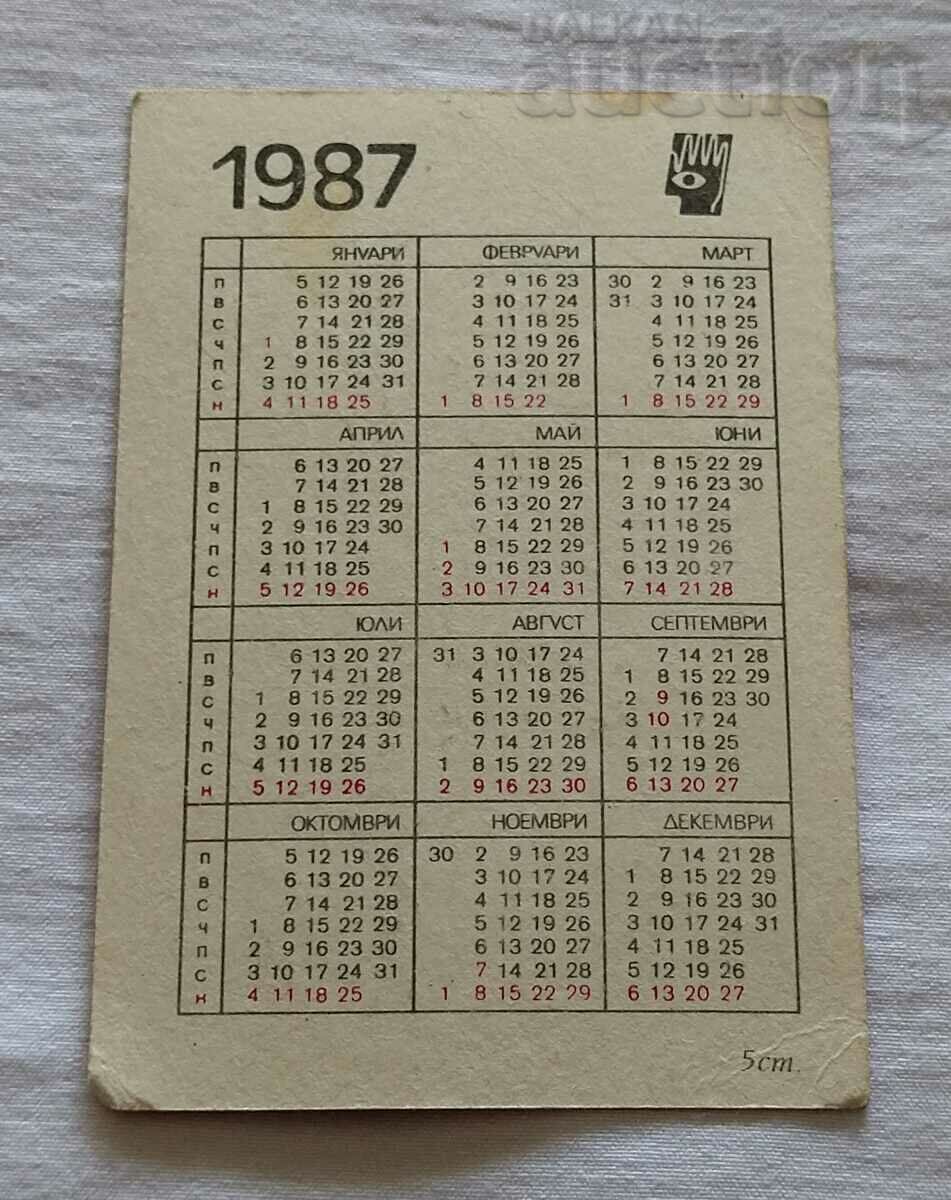 BALKAN
auction
1987
ЯНУАРИ ФЕВРУАРИ МАРТ
П 5 12 19 26 2 9 16 23 30 2 9 16 23
В 6 13 20 27 3 10 17 24 31 3 10 17 24
С 7 14 21 28 4 11 18 25 4 11 18 25
Ч 1 8 15 22 29 5 12 19 26 5 12 19 26
П 2 9 16 23 30 6 13 20 27 6 13 20 27
С 3 10 17 24 31 7 14 21 28 7 14 21 28
Н 4 11 18 25 1 8 15 22 1 8 15 22 29
АПРИЛ МАЙ ЮНИ
П 6 13 20 27 4 11 18 25 1 8 15 22 29
В 7 14 21 28 5 12 19 26 2 9 16 23 30
С 1 8 15 22 29 6 13 20 27 3 10 17 24
Ч 2 9 16 23 30 7 14 21 28 4 11 18 25
П 3 10 17 24 1 8 15 22 29 5 12 19 26
С 4 11 18 25 2 9 16 23 30 6 13 20 27
Н 5 12 19 26 3 10 17 24 31 7 14 21 28
ЮЛИ АВГУСТ СЕПТЕМВРИ
П 6 13 20 27 31 3 10 17 24 7 14 21 28
В 7 14 21 28 4 11 18 25 1 8 15 22 29
С 1 8 15 22 29 5 12 19 26 2 9 16 23 30
Ч 2 9 16 23 30 6 13 20 27 3 10 17 24
П 3 10 17 24 31 7 14 21 28 4 11 18 25
С 4 11 18 25 1 8 15 22 29 5 12 19 26
Н 5 12 19 26 2 9 16 23 30 6 13 20 27
ОКТОМВРИ НОЕМВРИ ДЕКЕМВРИ
П 5 12 19 26 30 2 9 16 23 7 14 21 28
В 6 13 20 27 3 10 17 24 1 8 15 22 29
С 7 14 21 28 4 11 18 25 2 9 16 23 30
Ч 1 8 15 22 29 5 12 19 26 3 10 17 24 31
П 2 9 16 23 30 6 13 20 27 4 11 18 25
С 3 10 17 24 31 7 14 21 28 5 12 19 26
Н 4 11 18 25 1 8 15 22 29 6 13 20 27
5ст.